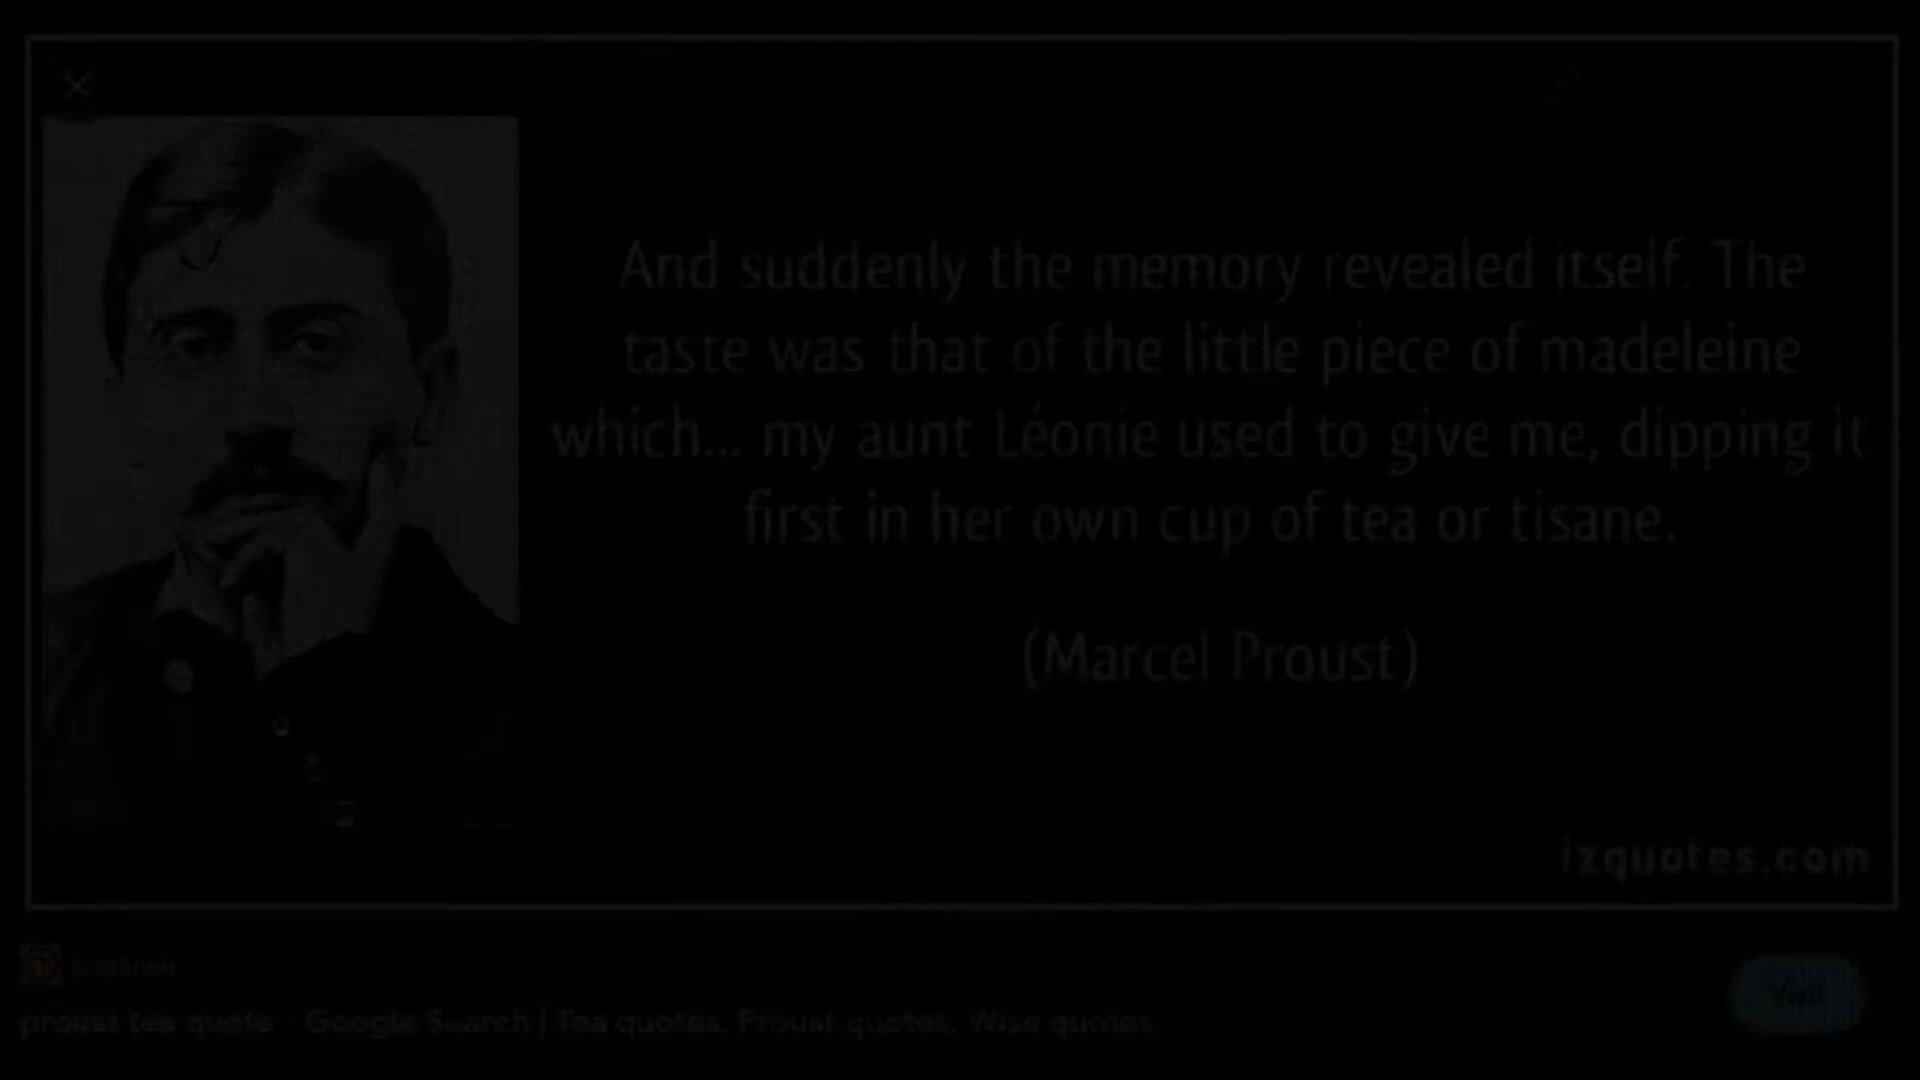 And suddenly the memory revealed itself. The
taste was that of the little piece of madeleine
which... my aunt Léonie used to give me, dipping it
first in her own cup of tea or tisane.
(Marcel Proust)
izquotes.com
proust tea quote - Google Search | Tea quotes, Proust quotes, Wise quotes
Visit